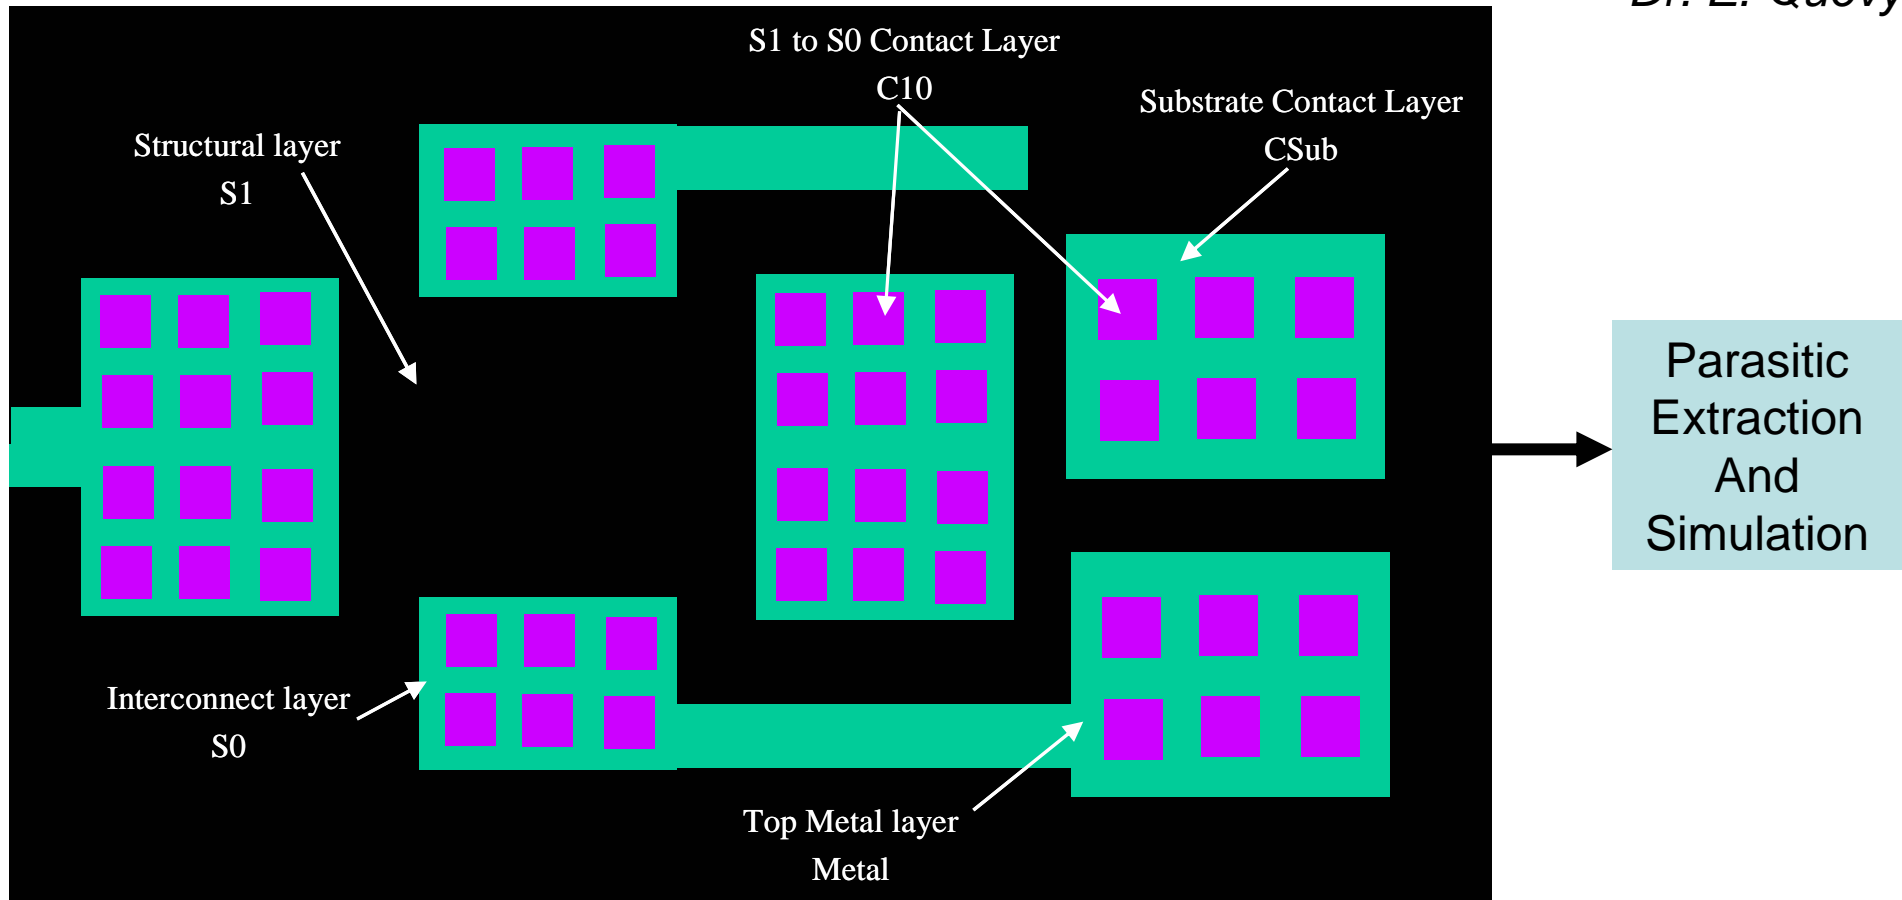 S1 to S0 Contact Layer
C10
Substrate Contact Layer
CSub
Structural layer
S1
Interconnect layer
S0
Top Metal layer
Metal
Parasitic
Extraction
And
Simulation